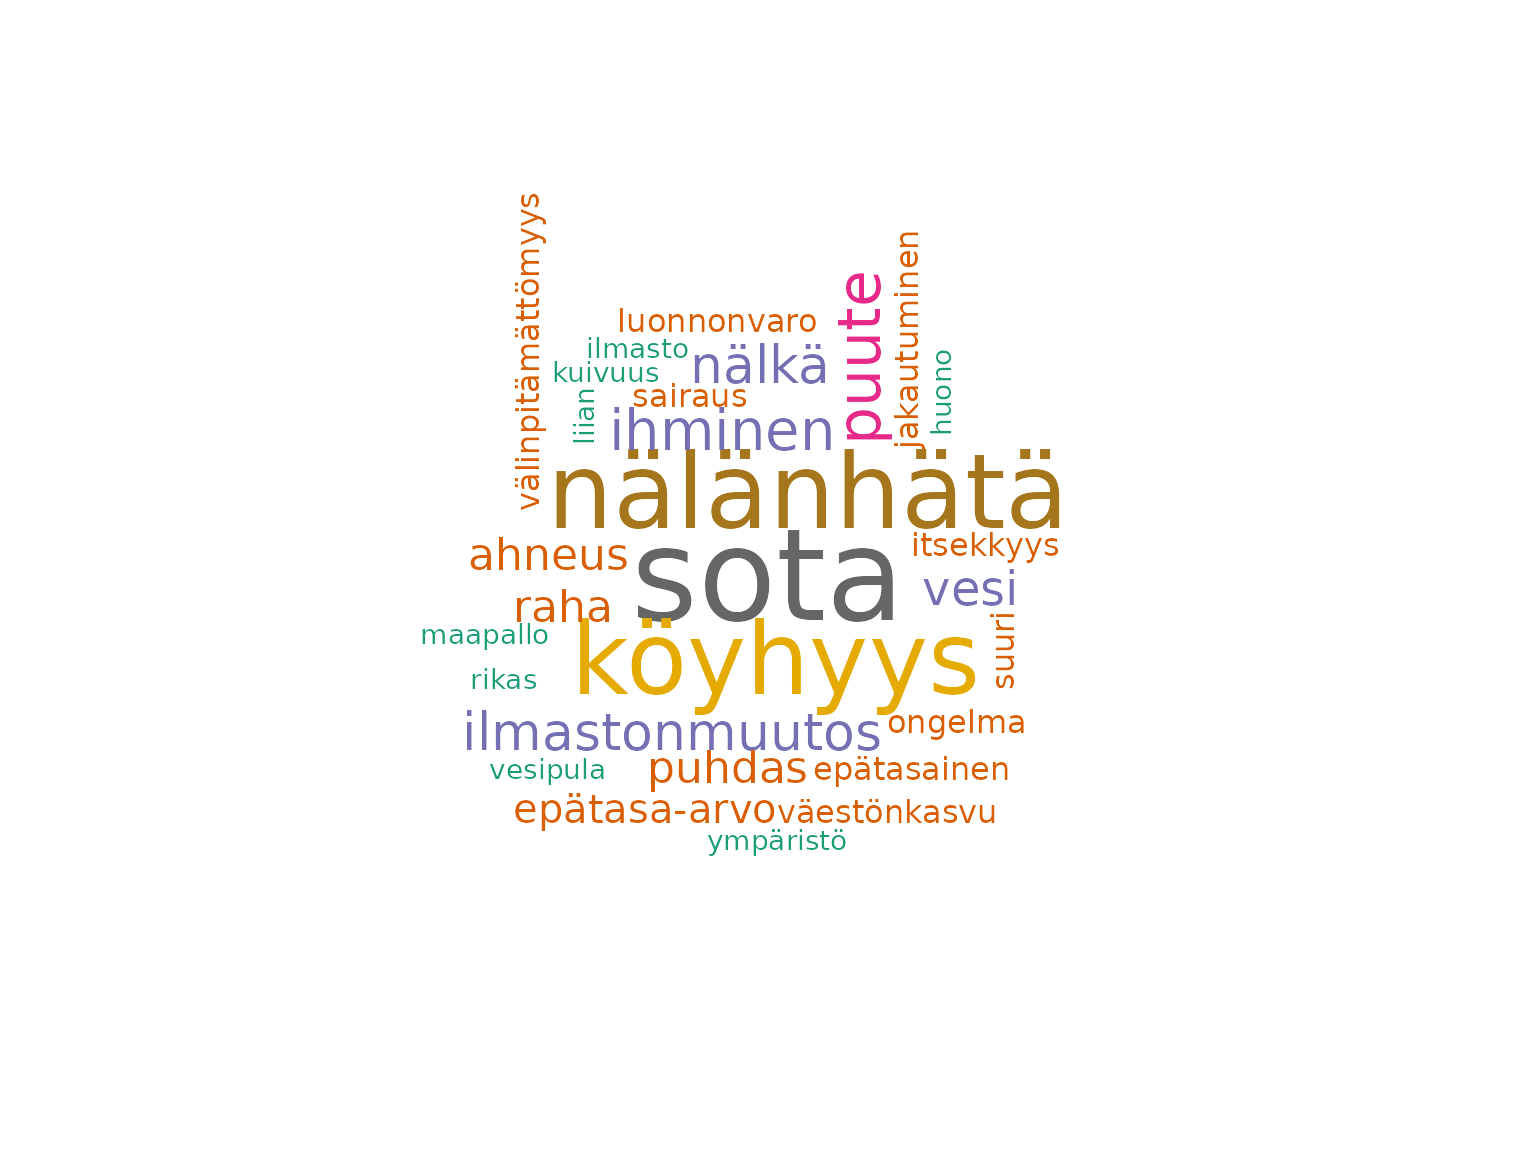 välinpitämättömyys
luonnonvaro
ilmasto
nälkä
kuivuus
sairaus
liian
ihminen
puute
jakautuminen
huono
nälänhätä
ahneus
sota
itsekkyys
vesi
raha
maapallo
köyhyys
suuri
rikas
ilmastonmuutos
ongelma
vesipula
puhdas
epätasainen
epätasa-arvo
väestönkasvu
ympäristö